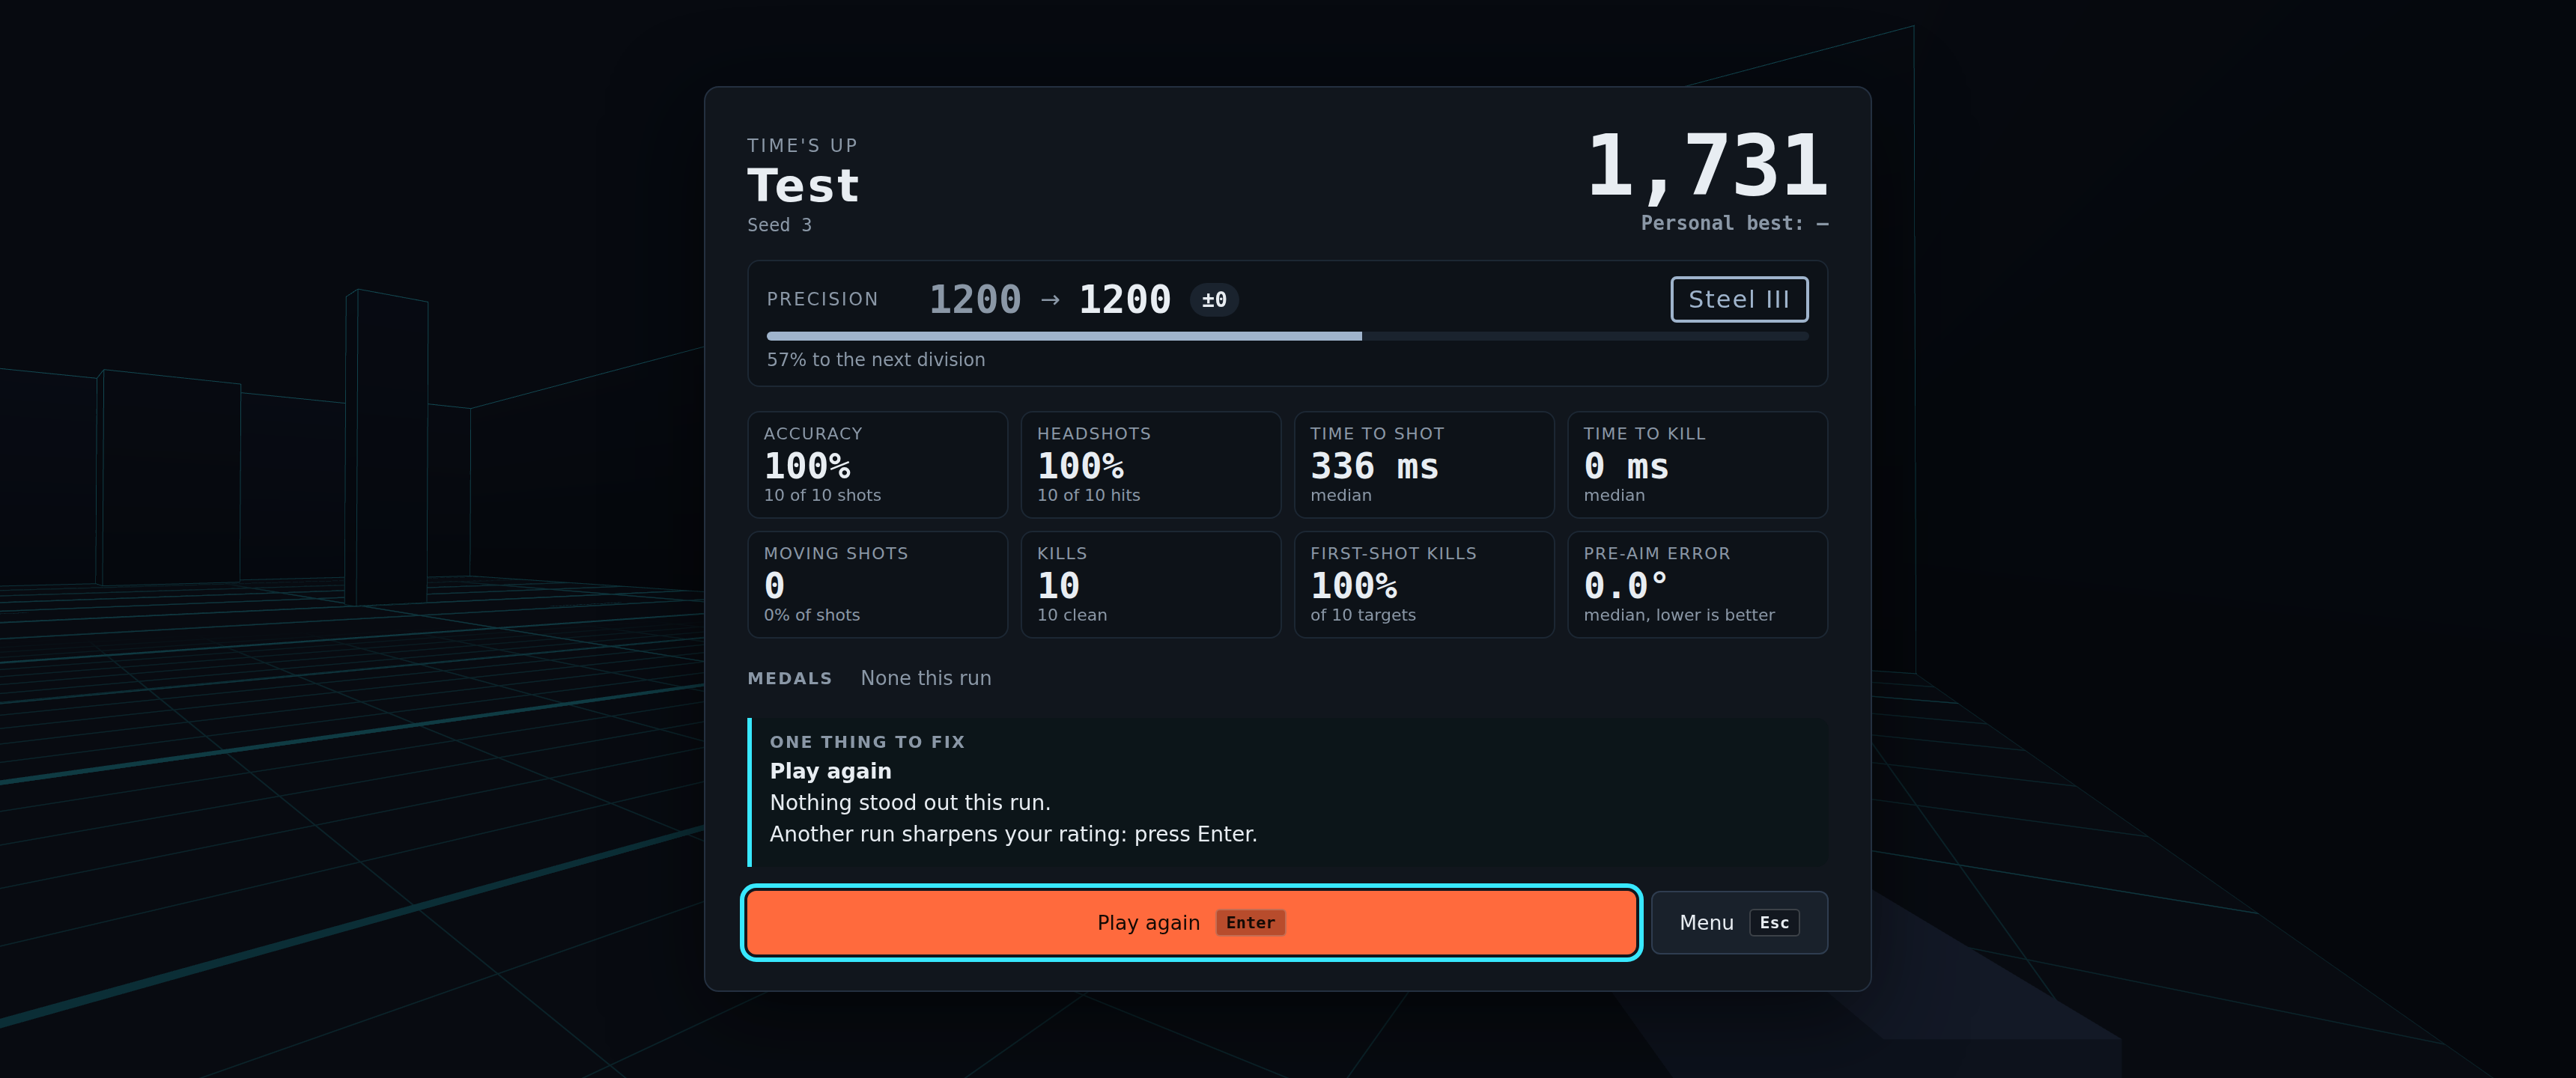 TIME'S UP
Test
Seed 3
1,731
Personal best: —
PRECISION 1200 → 1200 ±0 Steel III
57% to the next division
ACCURACY
100%
10 of 10 shots
HEADSHOTS
100%
10 of 10 hits
TIME TO SHOT
336 ms
median
TIME TO KILL
0 ms
median
MOVING SHOTS
0
0% of shots
KILLS
10
10 clean
FIRST-SHOT KILLS
100%
of 10 targets
PRE-AIM ERROR
0.0°
median, lower is better
MEDALS None this run
ONE THING TO FIX
Play again
Nothing stood out this run.
Another run sharpens your rating: press Enter.
Play again Enter
Menu Esc